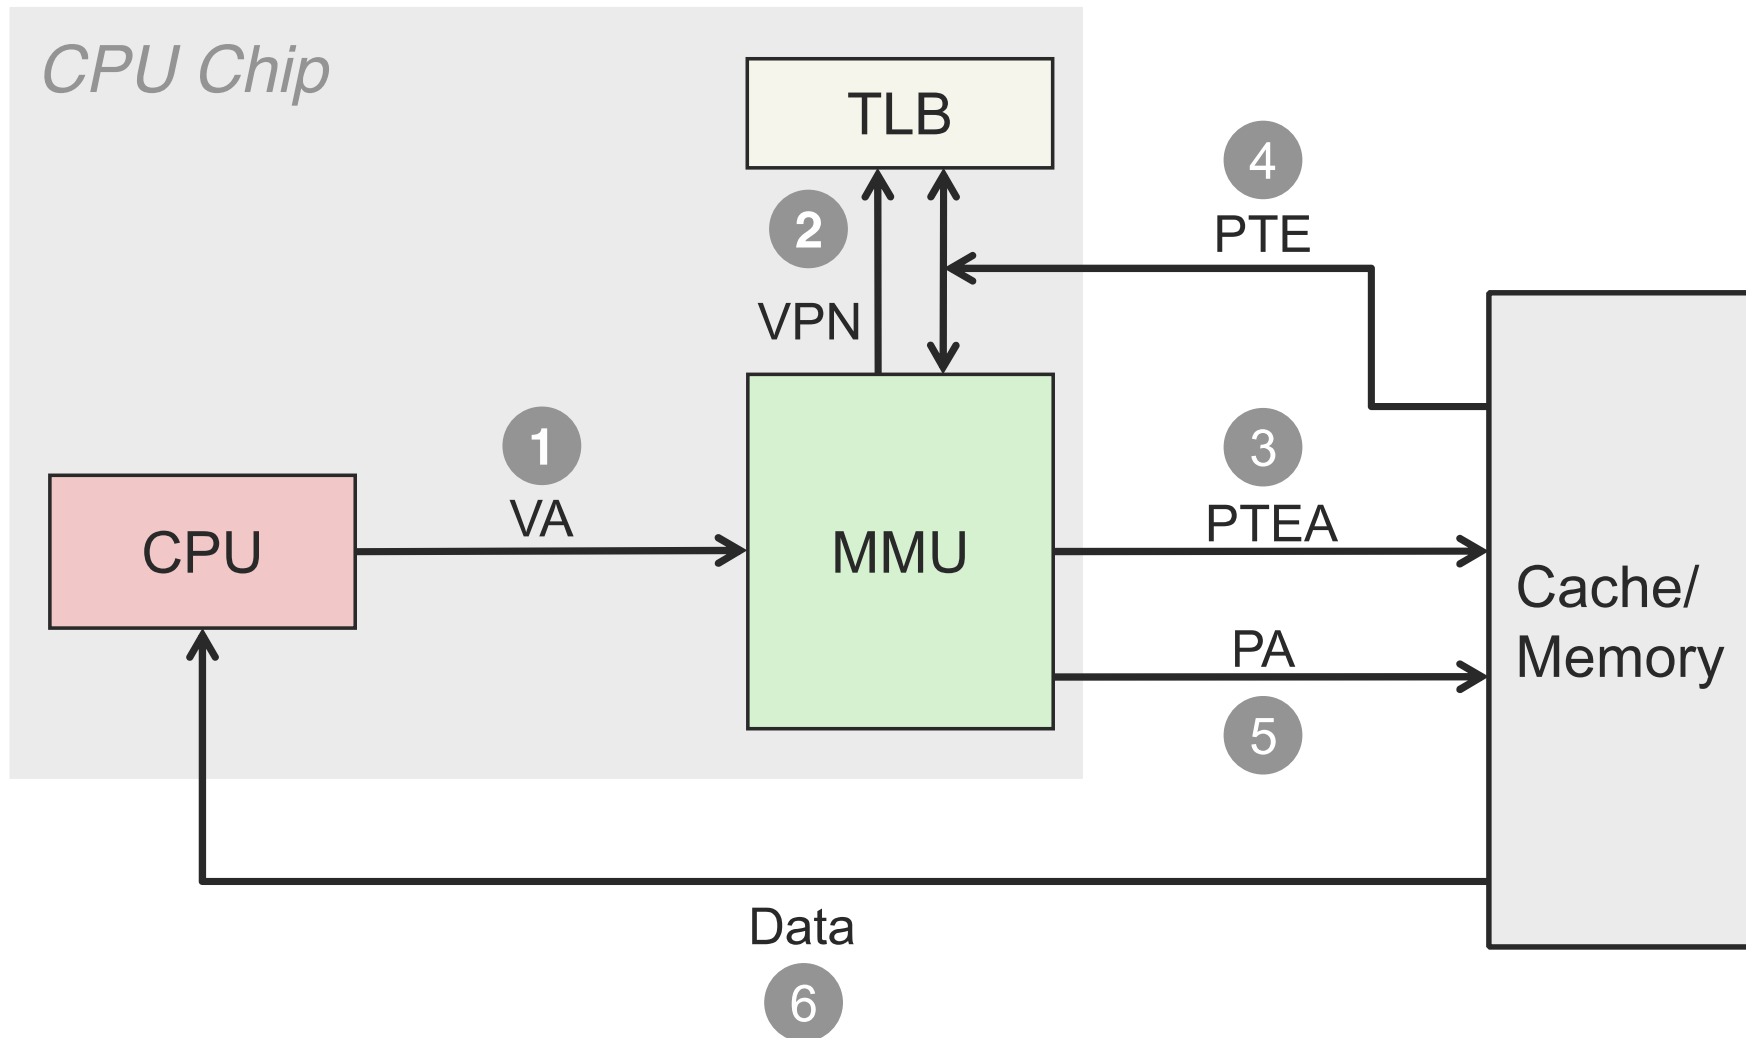 CPU Chip
TLB
4
2
PTE
VPN
1
3
VA
PTEA
CPU
MMU
Cache/
Memory
PA
5
Data
6